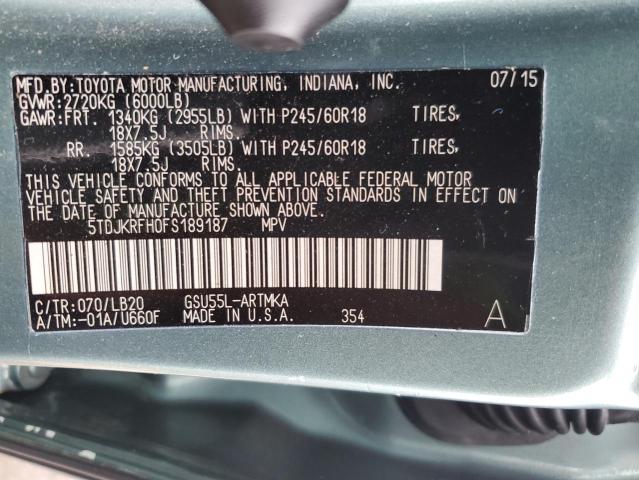 MFD.BY:TOYOTA MOTOR MANUFACTURING, INDIANA, INC. 07/15
GVWR:2720KG (6000LB)
GAWR:FRT. 1340KG (2955LB) WITH P245/60R18 TIRES,
18X7.5J RIMS.
RR. 1585KG (3505LB) WITH P245/60R18 TIRES,
18X7.5J RIMS.
THIS VEHICLE CONFORMS TO ALL APPLICABLE FEDERAL MOTOR
VEHICLE SAFETY AND THEFT PREVENTION STANDARDS IN EFFECT ON
THE DATE OF MANUFACTURE SHOWN ABOVE.
5TDJKRFH0FS189187 MPV
C/TR:070/LB20 GSU55L-ARTMKA
A/TM:-01A/U660F MADE IN U.S.A. 354 A